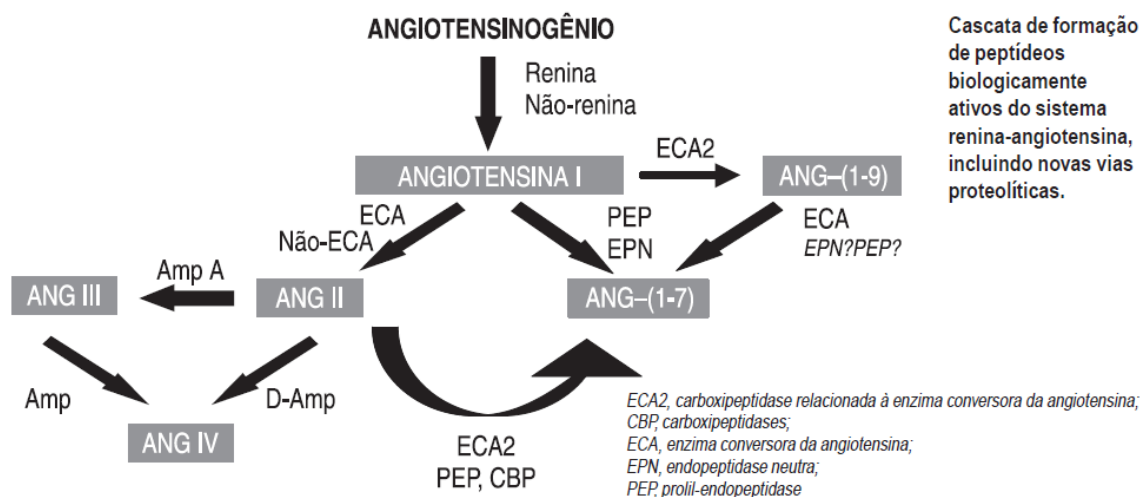 ANGIOTENSINOGÊNIO
Renina
Não-renina
Cascata de formação
de peptídeos
biologicamente
ativos do sistema
renina-angiotensina,
incluindo novas vias
proteolíticas.
ANGIOTENSINA I
ECA2
ANG–(1-9)
ECA
Não-ECA
PEP
EPN
ECA
EPN?PEP?
ANG III
Amp A
ANG II
ANG–(1-7)
Amp
D-Amp
ANG IV
ECA2
PEP, CBP
ECA2, carboxipeptidase relacionada à enzima conversora da angiotensina;
CBP, carboxipeptidases;
ECA, enzima conversora da angiotensina;
EPN, endopeptidase neutra;
PEP, prolil-endopeptidase